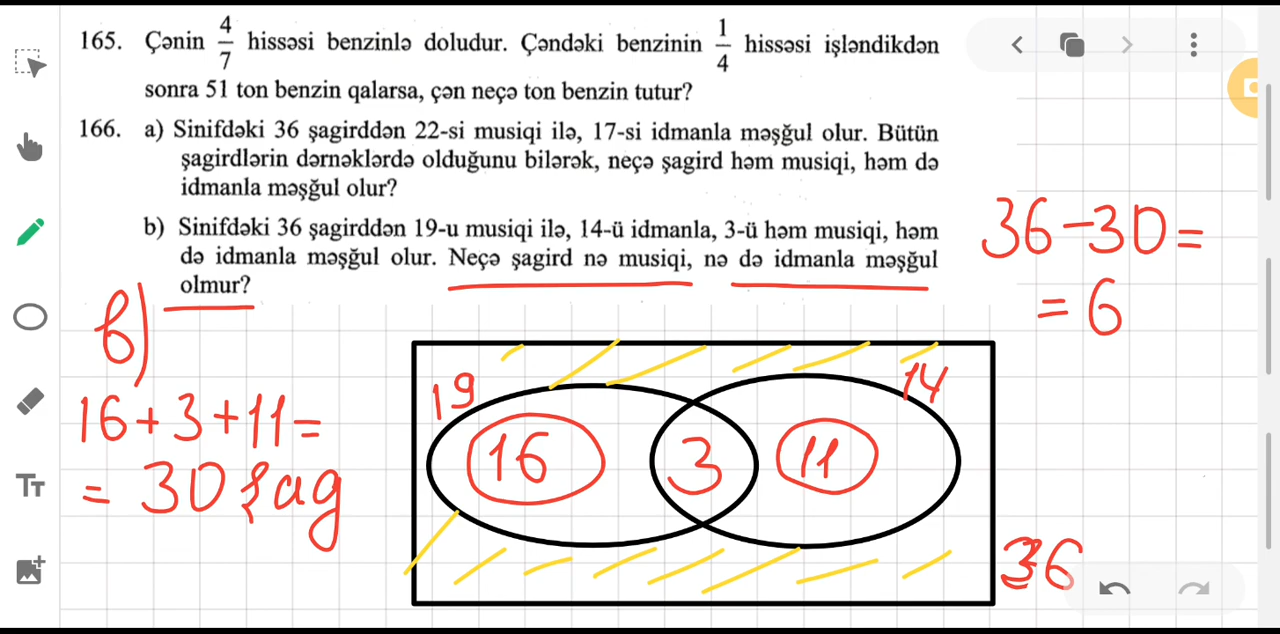 165. Çənin 4/7 hissəsi benzinlə doludur. Çəndəki benzinin 1/4 hissəsi işləndikdən
sonra 51 ton benzin qalarsa, çən neçə ton benzin tutur?
166. a) Sinifdəki 36 şagirddən 22-si musiqi ilə, 17-si idmanla məşğul olur. Bütün
şagirdlərin dərnəklərdə olduğunu bilərək, neçə şagird həm musiqi, həm də
idmanla məşğul olur?
b) Sinifdəki 36 şagirddən 19-u musiqi ilə, 14-ü idmanla, 3-ü həm musiqi, həm
də idmanla məşğul olur. Neçə şagird nə musiqi, nə də idmanla məşğul
olmur?
36-30=
=6
b)
16+3+11=
=30 şag
19
14
16
3
11
36
TT